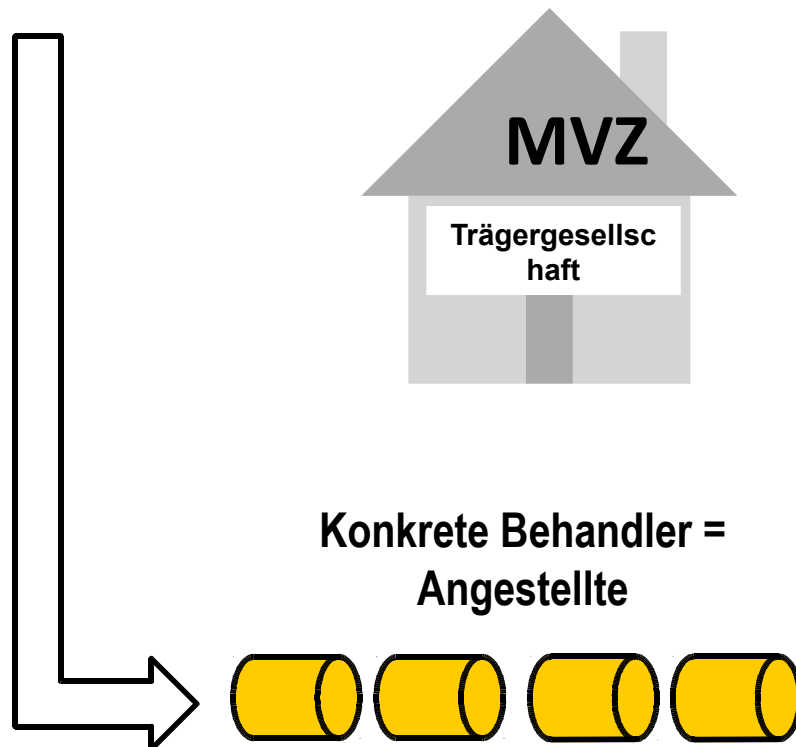 MVZ
Trägergesellsc
haft
Konkrete Behandler =
Angestellte